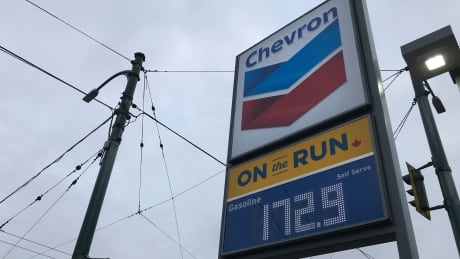 Chevron
ON the RUN
Self Serve
Gasoline
172.9